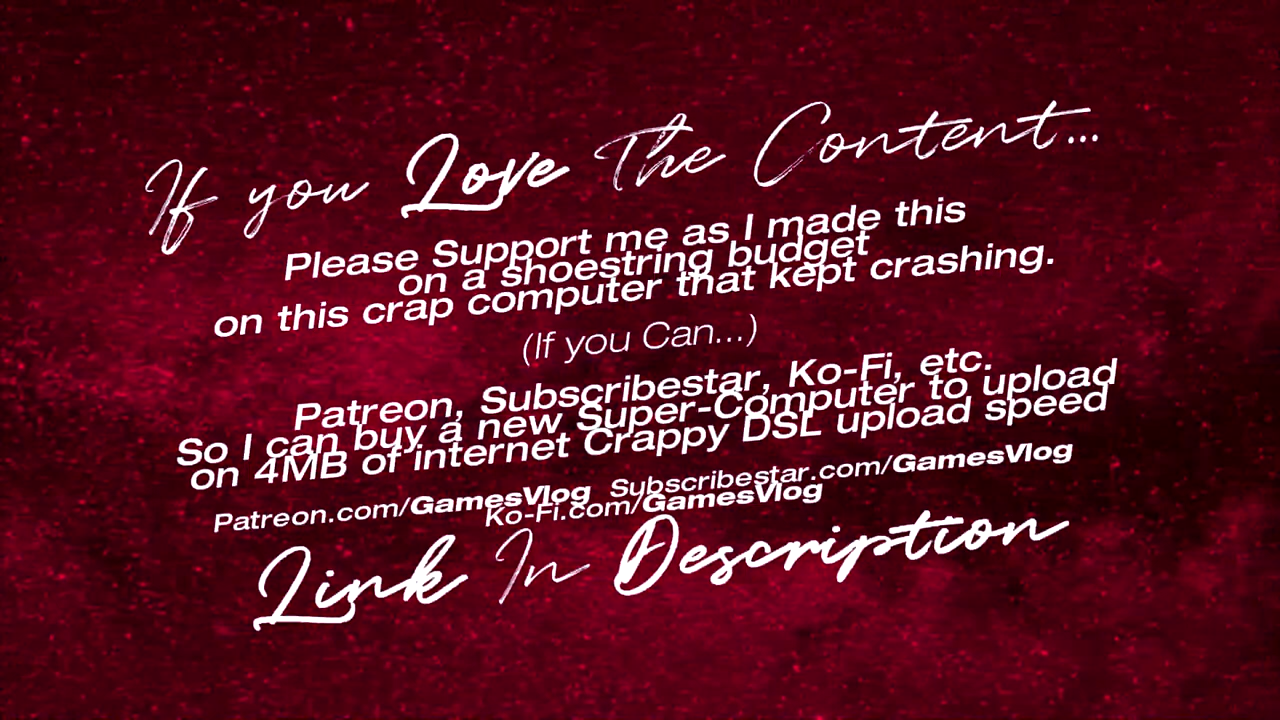 If you Love The Content...
Please Support me as I made this
on a shoestring budget
on this crap computer that kept crashing.
(If you Can...)
Patreon, Subscribestar, Ko-Fi, etc.
So I can buy a new Super-Computer to upload
on 4MB of internet Crappy DSL upload speed
Patreon.com/GamesVlog Subscribestar.com/GamesVlog
Ko-Fi.com/GamesVlog
Link In Description